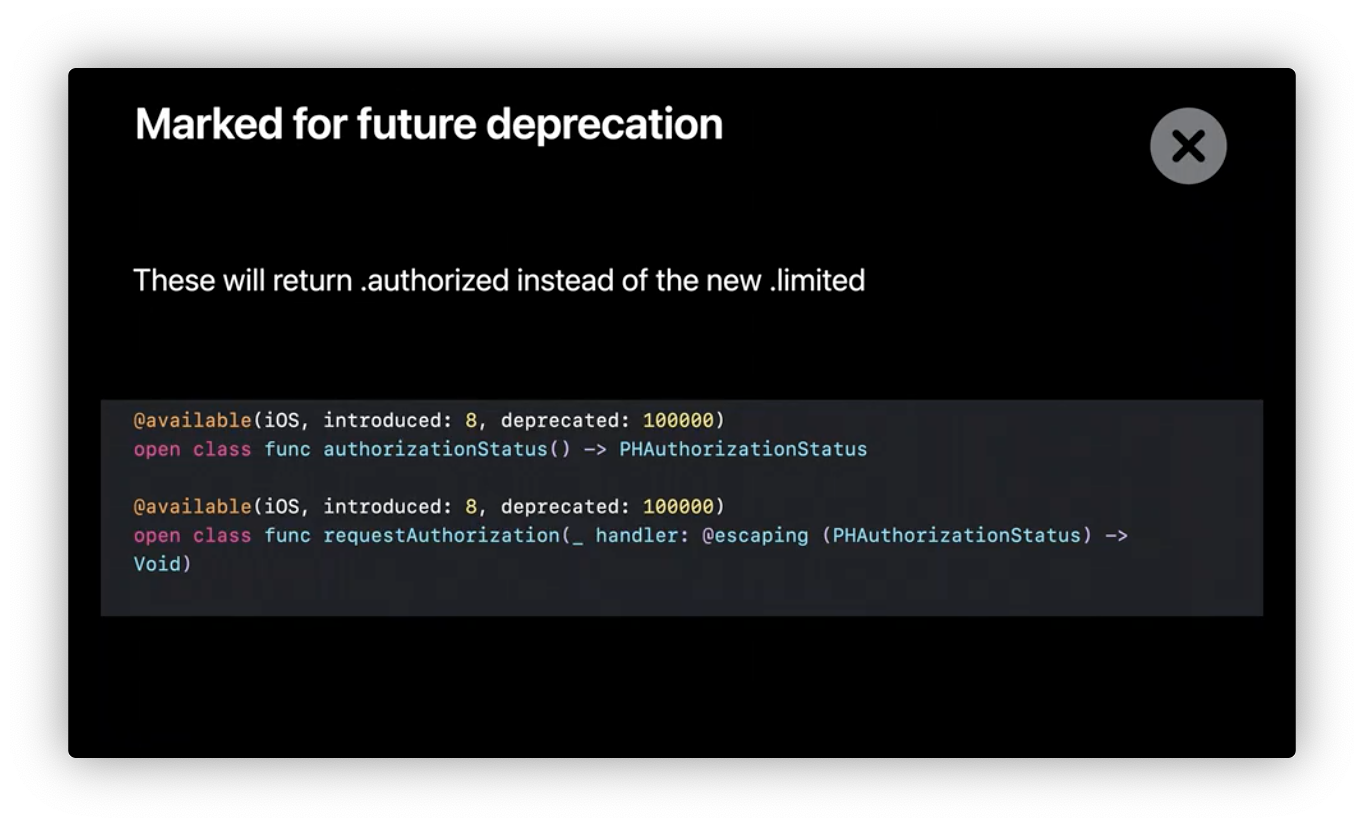 Marked for future deprecation
These will return .authorized instead of the new .limited
@available(iOS, introduced: 8, deprecated: 100000)
open class func authorizationStatus() -> PHAuthorizationStatus
@available(iOS, introduced: 8, deprecated: 100000)
open class func requestAuthorization(_ handler: @escaping (PHAuthorizationStatus) ->
Void)